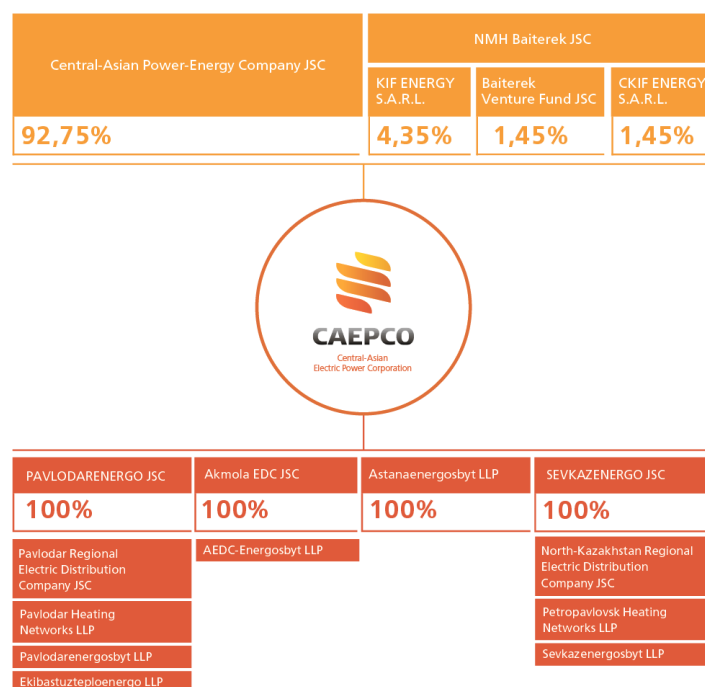 Central-Asian Power-Energy Company JSC
92,75%
NMH Baiterek JSC
KIF ENERGY
S.A.R.L.
4,35%
Baiterek
Venture Fund JSC
1,45%
CKIF ENERGY
S.A.R.L.
1,45%
CAEPCO
Central-Asian
Electric Power Corporation
PAVLODARENERGO JSC
100%
Pavlodar Regional
Electric Distribution
Company JSC
Pavlodar Heating
Networks LLP
Pavlodarenergosbyt LLP
Ekibastuzteploenergo LLP
Akmola EDC JSC
100%
AEDC-Energosbyt LLP
Astanaenergosbyt LLP
100%
SEVKAZENERGO JSC
100%
North-Kazakhstan Regional
Electric Distribution
Company JSC
Petropavlovsk Heating
Networks LLP
Sevkazenergosbyt LLP